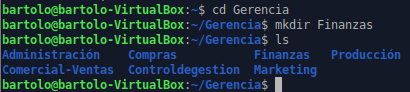 bartolo@bartolo-VirtualBox:~$ cd Gerencia
bartolo@bartolo-VirtualBox:~/Gerencia$ mkdir Finanzas
bartolo@bartolo-VirtualBox:~/Gerencia$ ls
Administración Compras Finanzas Producción
Comercial-Ventas Controldegestion Marketing
bartolo@bartolo-VirtualBox:~/Gerencia$